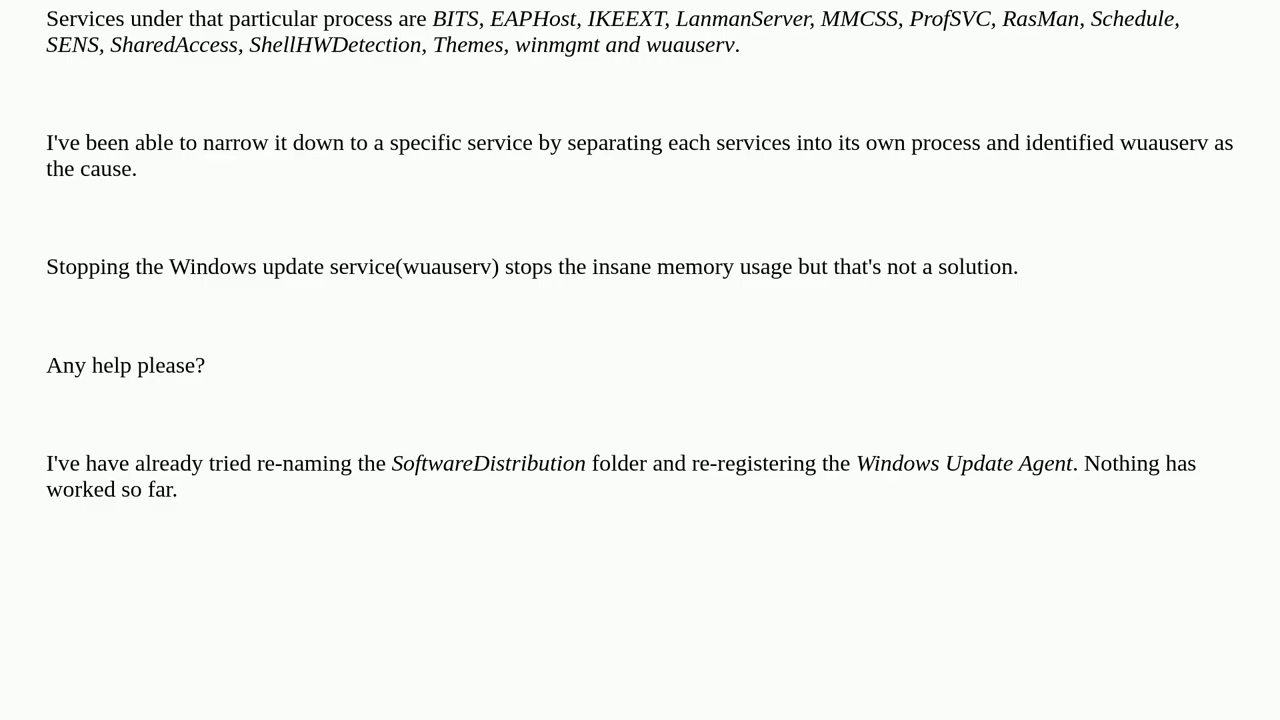 Services under that particular process are BITS, EAPHost, IKEEXT, LanmanServer, MMCSS, ProfSVC, RasMan, Schedule,
SENS, SharedAccess, ShellHWDetection, Themes, winmgmt and wuauserv.
I've been able to narrow it down to a specific service by separating each services into its own process and identified wuauserv as
the cause.
Stopping the Windows update service(wuauserv) stops the insane memory usage but that's not a solution.
Any help please?
I've have already tried re-naming the SoftwareDistribution folder and re-registering the Windows Update Agent. Nothing has
worked so far.